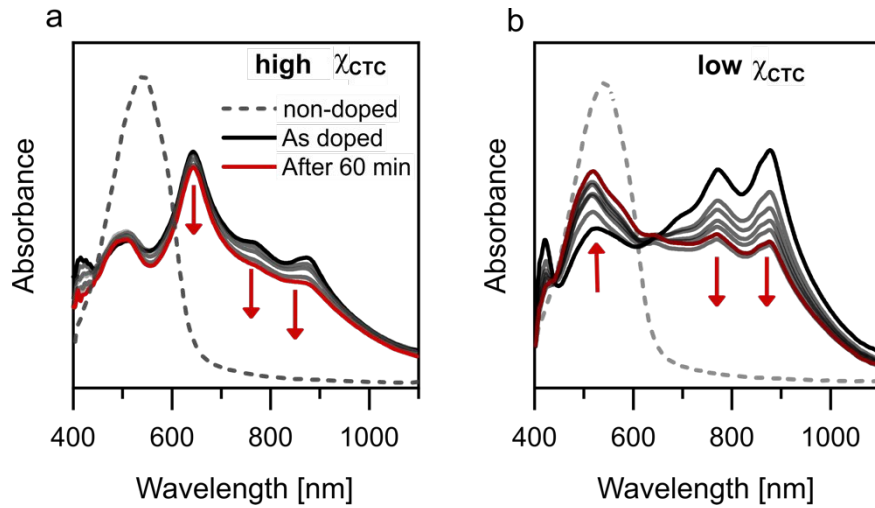 a
high χCTC
non-doped
As doped
After 60 min
Absorbance
400 600 800 1000
Wavelength [nm]
b
low χCTC
Absorbance
400 600 800 1000
Wavelength [nm]